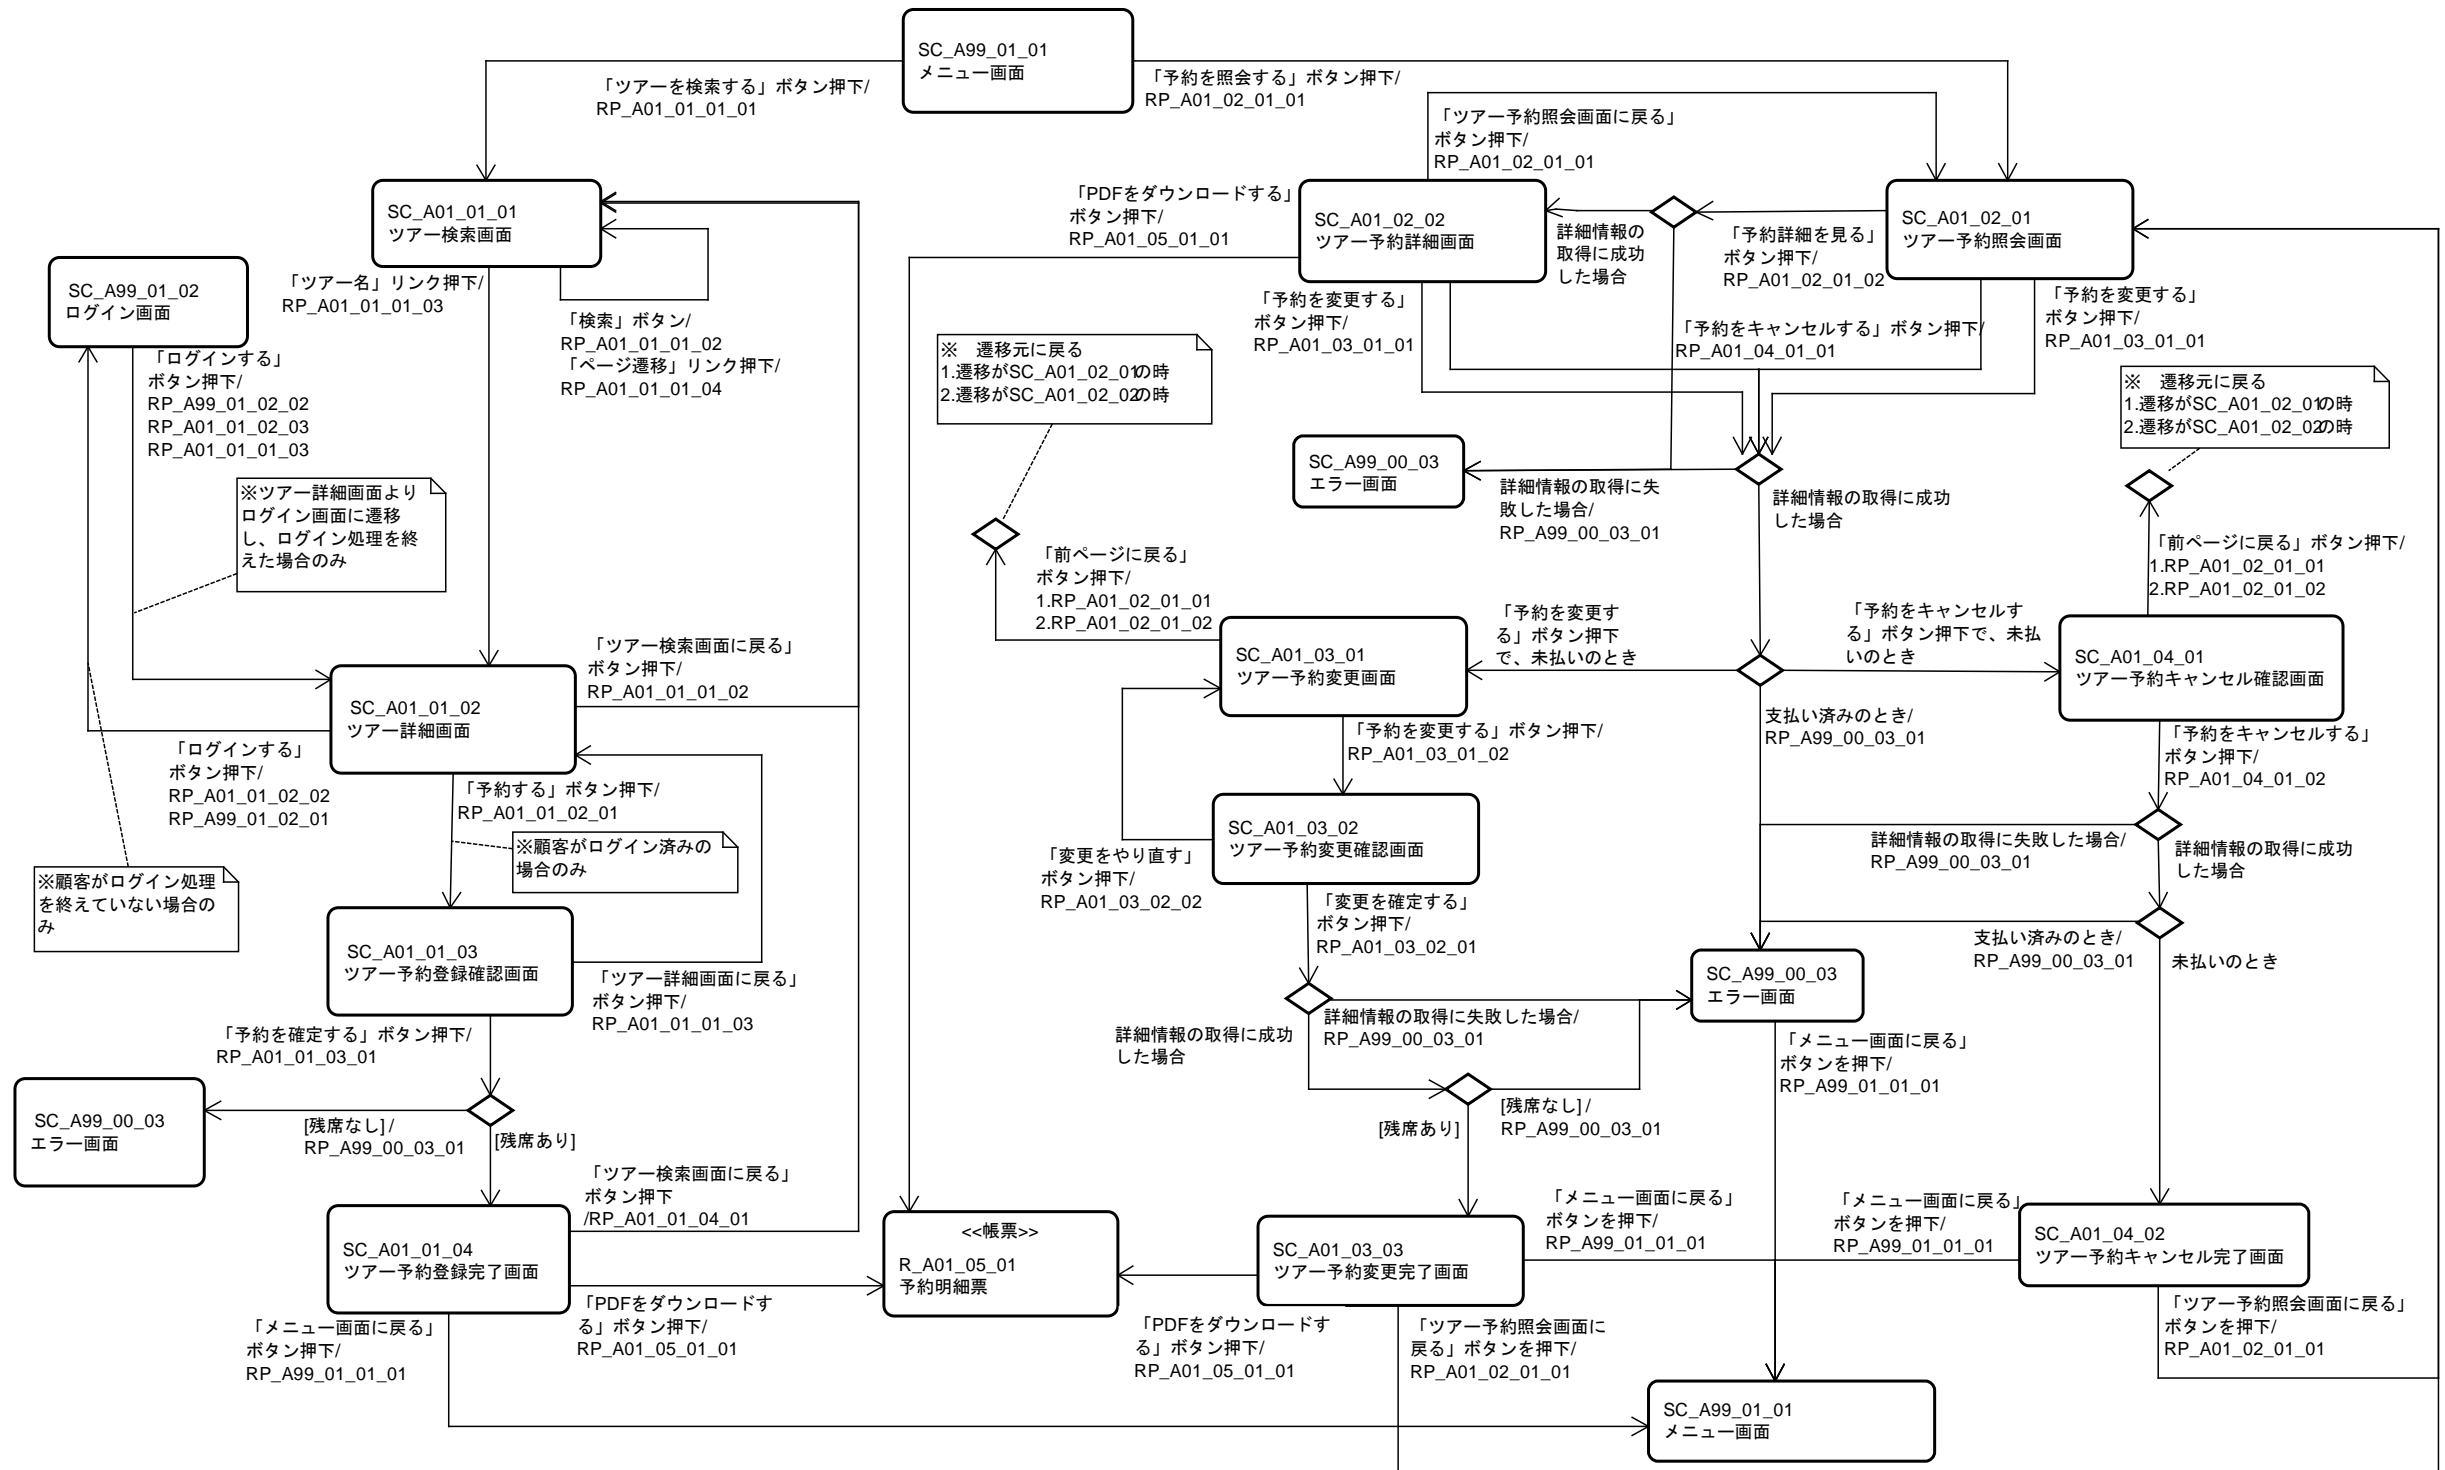 SC_A99_01_01
メニュー画面
「ツアーを検索する」ボタン押下/
RP_A01_01_01_01
「予約を照会する」ボタン押下/
RP_A01_02_01_01
「ツアー予約照会画面に戻る」
ボタン押下/
RP_A01_02_01_01
SC_A01_01_01
ツアー検索画面
「PDFをダウンロードする」
ボタン押下/
RP_A01_05_01_01
SC_A01_02_02
ツアー予約詳細画面
詳細情報の
取得に成功
した場合
「予約詳細を見る」
ボタン押下/
RP_A01_02_01_02
SC_A01_02_01
ツアー予約照会画面
SC_A99_01_02
ログイン画面
「ツアー名」リンク押下/
RP_A01_01_01_03
「検索」ボタン/
RP_A01_01_01_02
「ページ遷移」リンク押下/
RP_A01_01_01_04
「予約を変更する」
ボタン押下/
RP_A01_03_01_01
「予約をキャンセルする」ボタン押下/
RP_A01_04_01_01
「予約を変更する」
ボタン押下/
RP_A01_03_01_01
「ログインする」
ボタン押下/
RP_A99_01_02_02
RP_A01_01_02_03
RP_A01_01_01_03
※　遷移元に戻る
1.遷移がSC_A01_02_01の時
2.遷移がSC_A01_02_02の時
※　遷移元に戻る
1.遷移がSC_A01_02_01の時
2.遷移がSC_A01_02_02の時
SC_A99_00_03
エラー画面
詳細情報の取得に失
敗した場合/
RP_A99_00_03_01
詳細情報の取得に成功
した場合
※ツアー詳細画面より
ログイン画面に遷移
し、ログイン処理を終
えた場合のみ
「前ページに戻る」
ボタン押下/
1.RP_A01_02_01_01
2.RP_A01_02_01_02
「前ページに戻る」ボタン押下/
1.RP_A01_02_01_01
2.RP_A01_02_01_02
「ツアー検索画面に戻る」
ボタン押下/
RP_A01_01_01_02
SC_A01_03_01
ツアー予約変更画面
「予約を変更す
る」ボタン押下
で、未払いのとき
「予約をキャンセルす
る」ボタン押下で、未払
いのとき
SC_A01_04_01
ツアー予約キャンセル確認画面
SC_A01_01_02
ツアー詳細画面
「ログインする」
ボタン押下/
RP_A01_01_02_02
RP_A99_01_02_01
「予約する」ボタン押下/
RP_A01_01_02_01
「予約を変更する」ボタン押下/
RP_A01_03_01_02
支払い済みのとき/
RP_A99_00_03_01
「予約をキャンセルする」
ボタン押下/
RP_A01_04_01_02
※顧客がログイン済みの
場合のみ
SC_A01_03_02
ツアー予約変更確認画面
「変更をやり直す」
ボタン押下/
RP_A01_03_02_02
詳細情報の取得に失敗した場合/
RP_A99_00_03_01
詳細情報の取得に成功
した場合
※顧客がログイン処理
を終えていない場合の
み
SC_A01_01_03
ツアー予約登録確認画面
「ツアー詳細画面に戻る」
ボタン押下/
RP_A01_01_01_03
「変更を確定する」
ボタン押下/
RP_A01_03_02_01
支払い済みのとき/
RP_A99_00_03_01
未払いのとき
SC_A99_00_03
エラー画面
「予約を確定する」ボタン押下/
RP_A01_01_03_01
詳細情報の取得に成功
した場合
詳細情報の取得に失敗した場合/
RP_A99_00_03_01
「メニュー画面に戻る」
ボタンを押下/
RP_A99_01_01_01
SC_A99_00_03
エラー画面
[残席なし] /
RP_A99_00_03_01
[残席あり]
[残席なし] /
RP_A99_00_03_01
[残席あり]
「ツアー検索画面に戻る」
ボタン押下
/RP_A01_01_04_01
SC_A01_01_04
ツアー予約登録完了画面
<<帳票>>
R_A01_05_01
予約明細票
SC_A01_03_03
ツアー予約変更完了画面
「メニュー画面に戻る」
ボタンを押下/
RP_A99_01_01_01
「メニュー画面に戻る」
ボタンを押下/
RP_A99_01_01_01
SC_A01_04_02
ツアー予約キャンセル完了画面
「メニュー画面に戻る」
ボタン押下/
RP_A99_01_01_01
「PDFをダウンロードす
る」ボタン押下/
RP_A01_05_01_01
「PDFをダウンロードす
る」ボタン押下/
RP_A01_05_01_01
「ツアー予約照会画面に
戻る」ボタンを押下/
RP_A01_02_01_01
「ツアー予約照会画面に戻る」
ボタンを押下/
RP_A01_02_01_01
SC_A99_01_01
メニュー画面